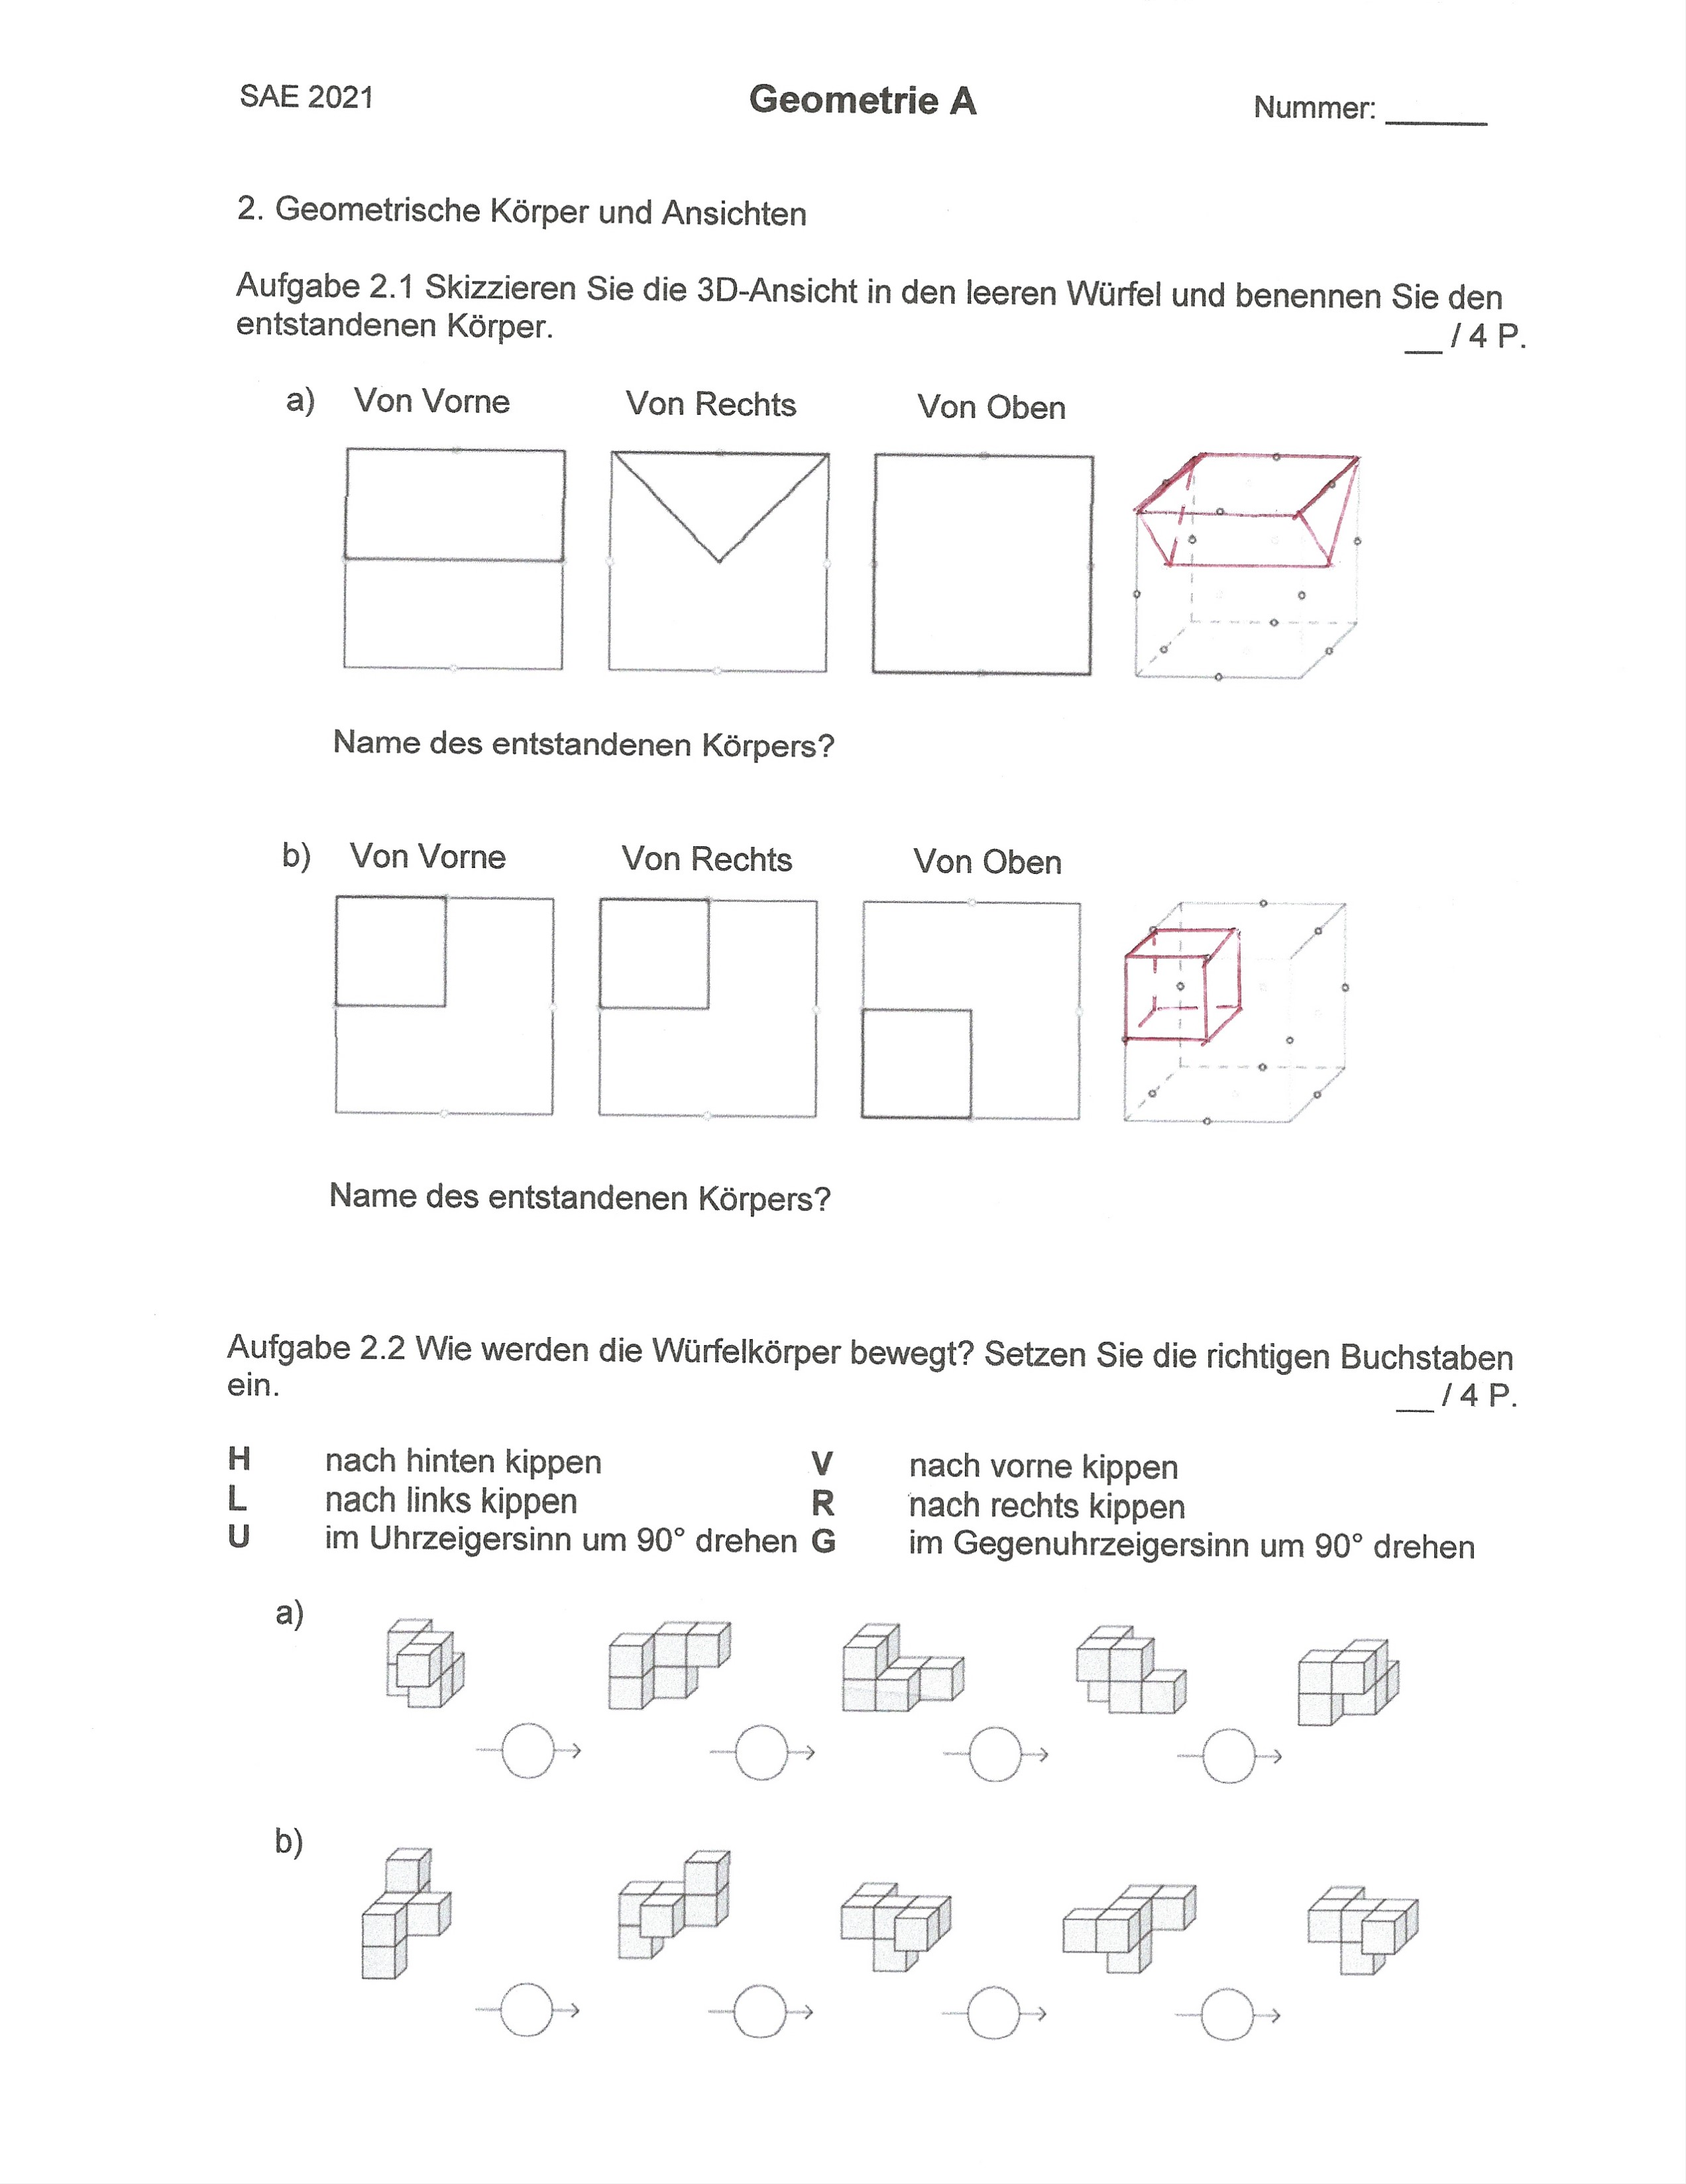 SAE 2021 Geometrie A Nummer: ______
2. Geometrische Körper und Ansichten
Aufgabe 2.1 Skizzieren Sie die 3D-Ansicht in den leeren Würfel und benennen Sie den
entstandenen Körper. __ / 4 P.
a) Von Vorne Von Rechts Von Oben
Name des entstandenen Körpers?
b) Von Vorne Von Rechts Von Oben
Name des entstandenen Körpers?
Aufgabe 2.2 Wie werden die Würfelkörper bewegt? Setzen Sie die richtigen Buchstaben
ein. __ / 4 P.
H nach hinten kippen V nach vorne kippen
L nach links kippen R nach rechts kippen
U im Uhrzeigersinn um 90° drehen G im Gegenuhrzeigersinn um 90° drehen
a)
b)